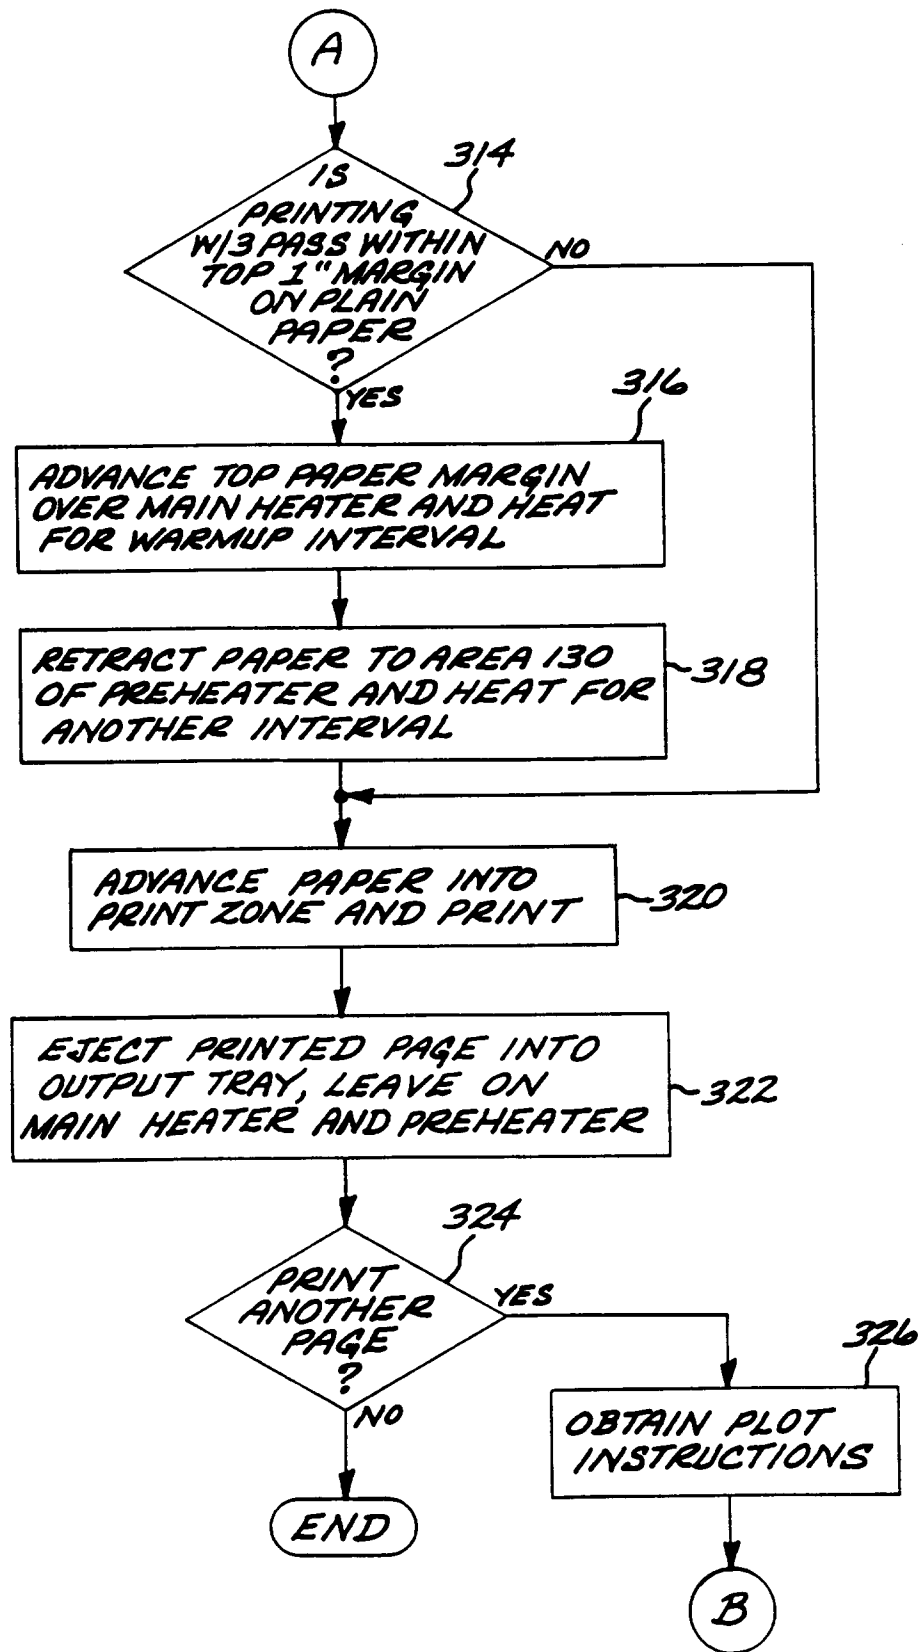 A
314
IS
PRINTING
W/3 PASS WITHIN
TOP 1" MARGIN
ON PLAIN
PAPER
?
NO
YES
316
ADVANCE TOP PAPER MARGIN
OVER MAIN HEATER AND HEAT
FOR WARMUP INTERVAL
RETRACT PAPER TO AREA 130
OF PREHEATER AND HEAT FOR
ANOTHER INTERVAL
318
ADVANCE PAPER INTO
PRINT ZONE AND PRINT
320
EJECT PRINTED PAGE INTO
OUTPUT TRAY, LEAVE ON
MAIN HEATER AND PREHEATER
322
324
PRINT
ANOTHER
PAGE
?
YES
NO
326
OBTAIN PLOT
INSTRUCTIONS
END
B